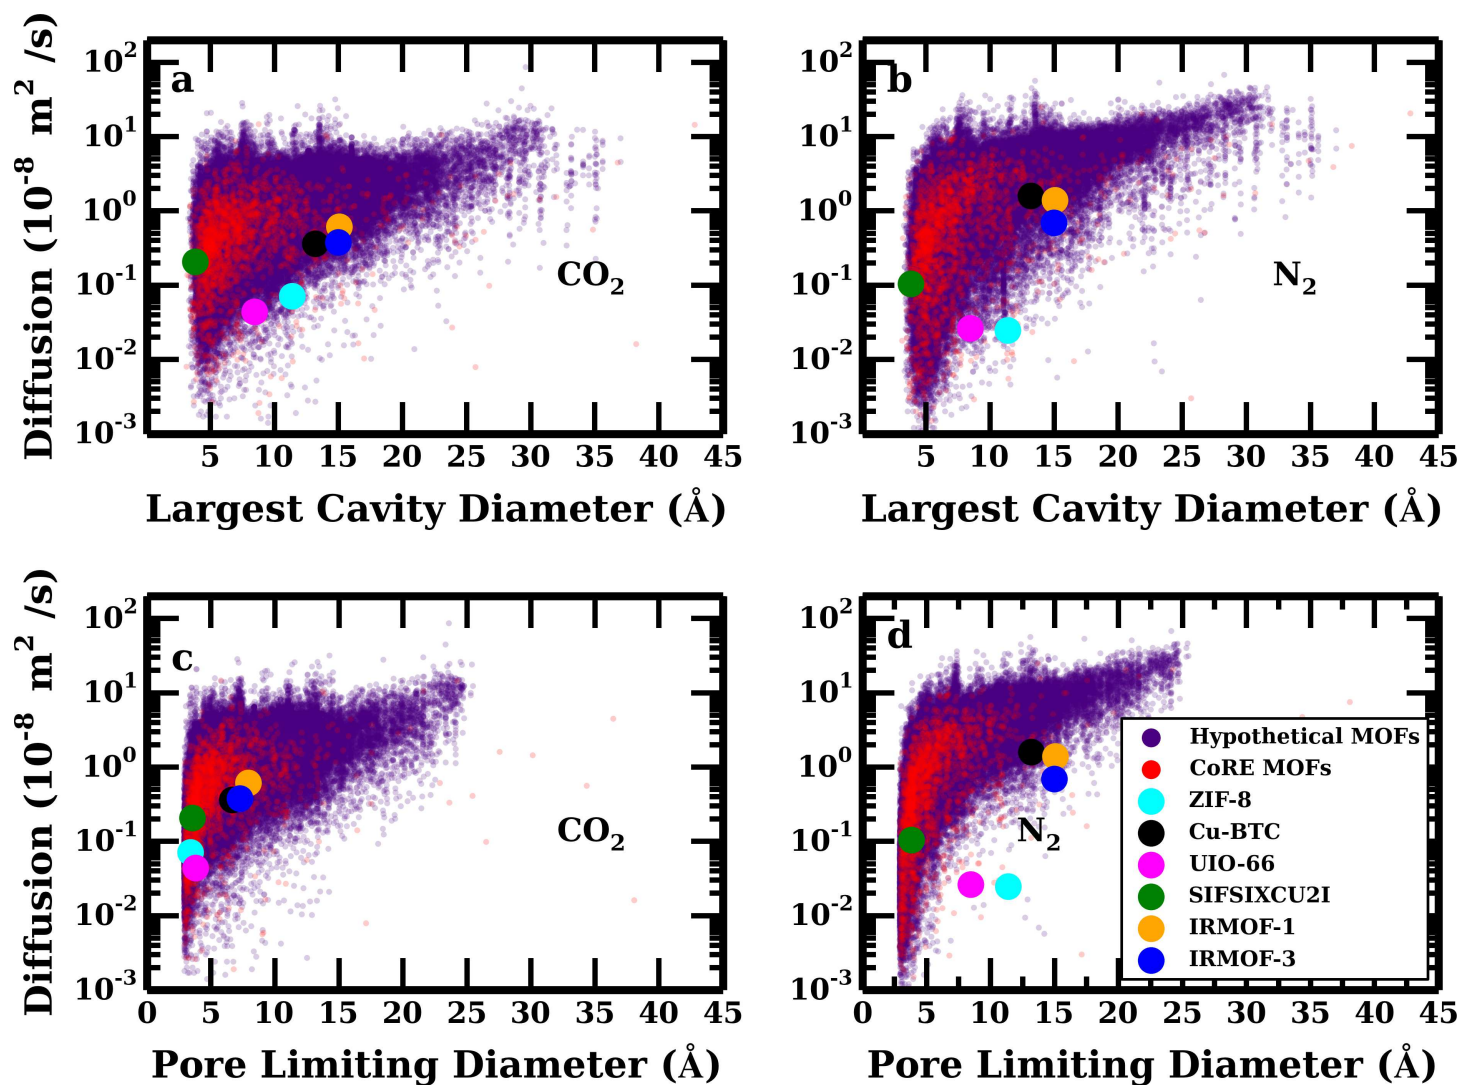 a
10² 10¹ 10⁰ 10⁻¹ 10⁻² 10⁻³
Diffusion (10⁻⁸ m² /s)
CO₂
5 10 15 20 25 30 35 40 45
Largest Cavity Diameter (Å)
b
10² 10¹ 10⁰ 10⁻¹ 10⁻² 10⁻³
N₂
5 10 15 20 25 30 35 40 45
Largest Cavity Diameter (Å)
c
10² 10¹ 10⁰ 10⁻¹ 10⁻² 10⁻³
Diffusion (10⁻⁸ m² /s)
CO₂
0 5 10 15 20 25 30 35 40 45
Pore Limiting Diameter (Å)
d
10² 10¹ 10⁰ 10⁻¹ 10⁻² 10⁻³
N₂
Hypothetical MOFs
CoRE MOFs
ZIF-8
Cu-BTC
UIO-66
SIFSIXCU2I
IRMOF-1
IRMOF-3
0 5 10 15 20 25 30 35 40 45
Pore Limiting Diameter (Å)